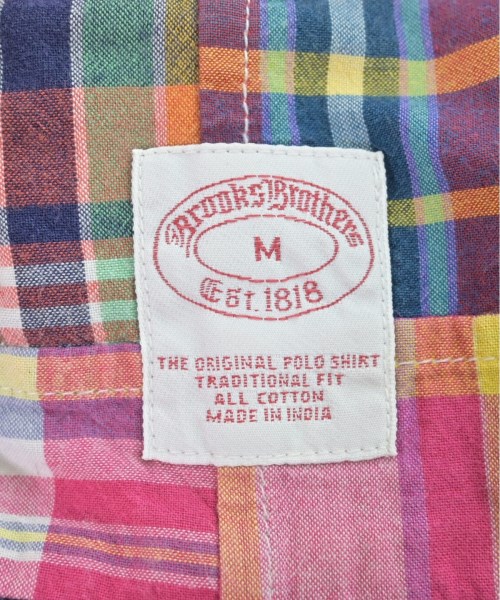 Brooks Brothers
M
Est. 1818
THE ORIGINAL POLO SHIRT
TRADITIONAL FIT
ALL COTTON
MADE IN INDIA